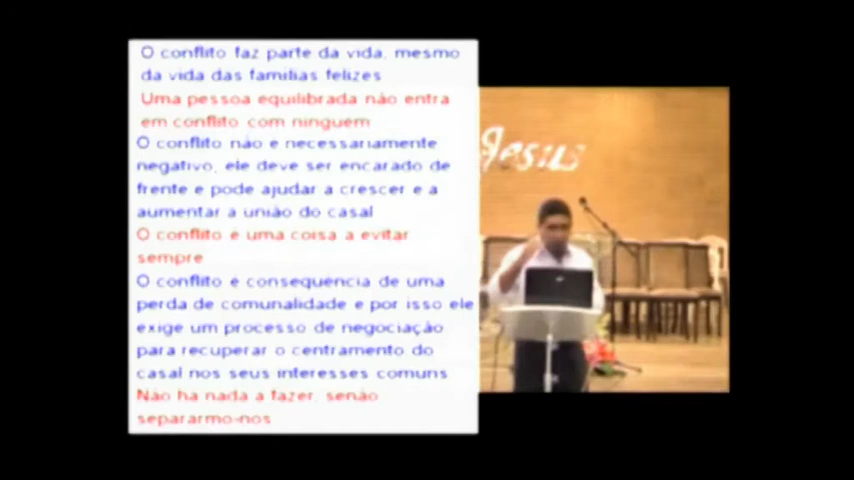 O conflito faz parte da vida, mesmo
da vida das familias felizes
Uma pessoa equilibrada não entra
em conflito com ninguem
O conflito não e necessariamente
negativo, ele deve ser encarado de
frente e pode ajudar a crescer e a
aumentar a união do casal
O conflito e uma coisa a evitar
sempre
O conflito e consequência de uma
perda de comunalidade e por isso ele
exige um processo de negociação
para recuperar o centramento do
casal nos seus interesses comuns
Não ha nada a fazer, senão
separarmo-nos
Jesus